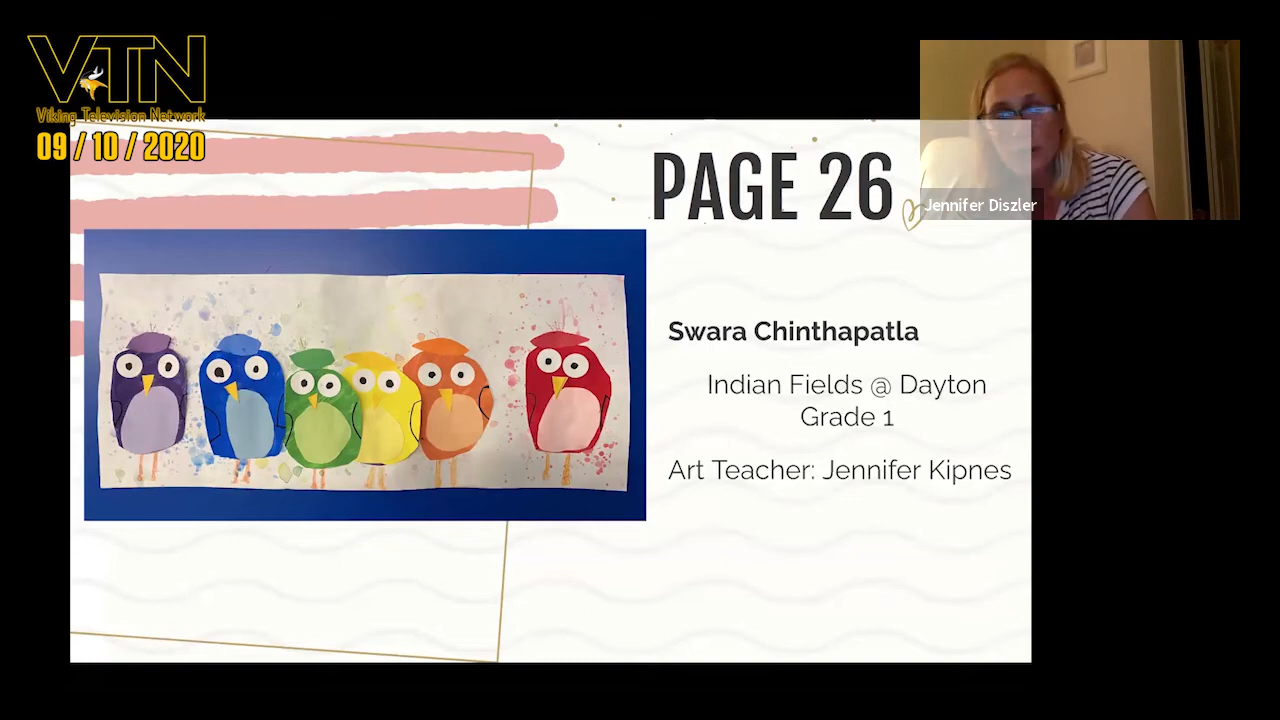 VTN
Viking Television Network
09 / 10 / 2020
PAGE 26
Jennifer Diszler
Swara Chinthapatla
Indian Fields @ Dayton
Grade 1
Art Teacher: Jennifer Kipnes